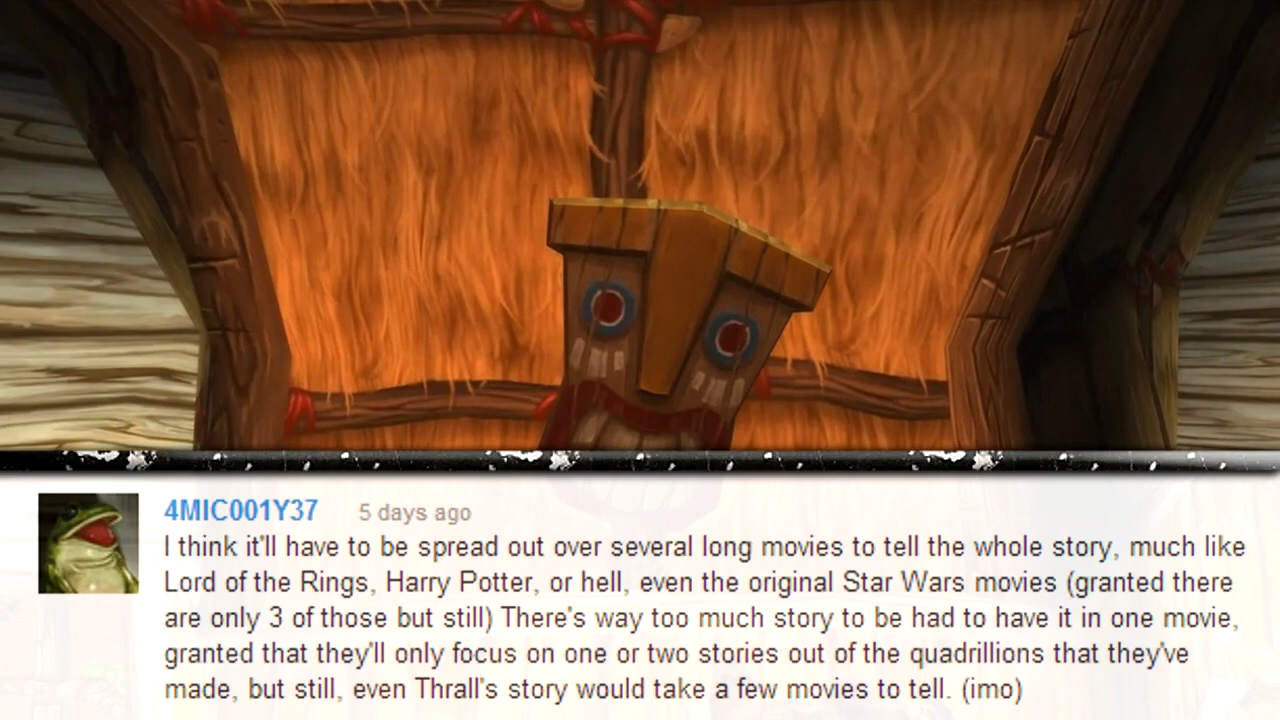 4MIC001Y37 5 days ago
I think it'll have to be spread out over several long movies to tell the whole story, much like
Lord of the Rings, Harry Potter, or hell, even the original Star Wars movies (granted there
are only 3 of those but still) There's way too much story to be had to have it in one movie,
granted that they'll only focus on one or two stories out of the quadrillions that they've
made, but still, even Thrall's story would take a few movies to tell. (imo)